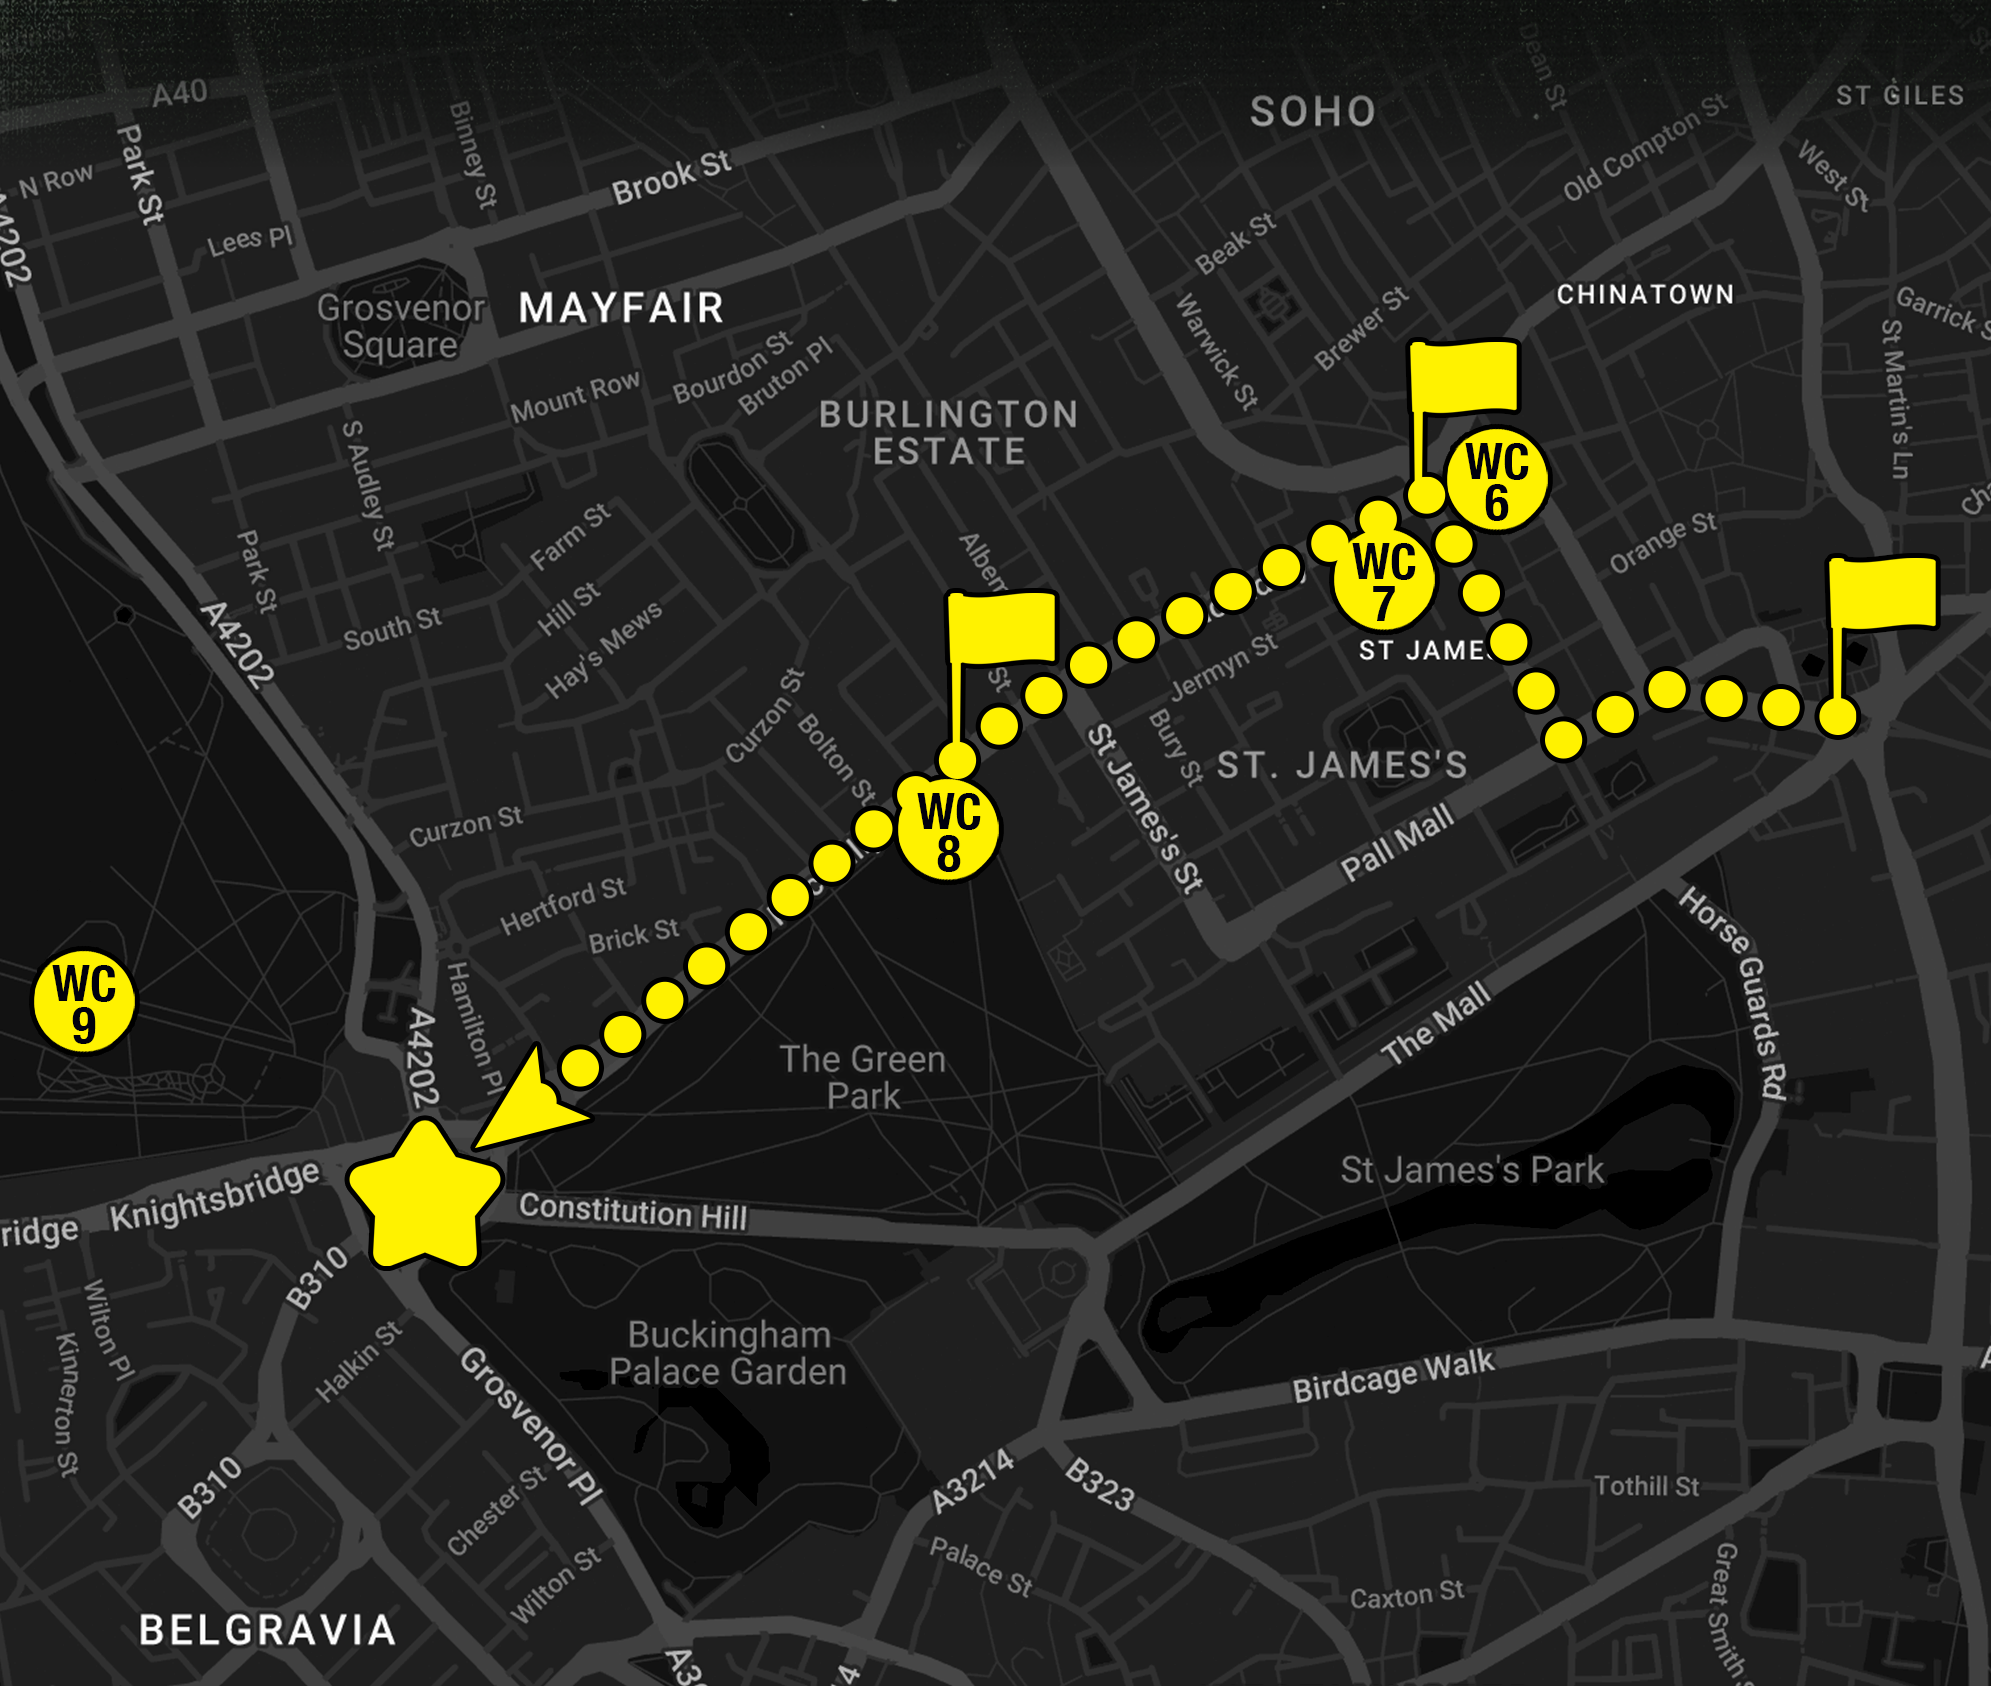 A40
SOHO
Dean St
ST GILES
N Row
Park St
Binney St
Brook St
Old Compton St
West St
A4202
Lees Pl
Beak St
Grosvenor
Square
MAYFAIR
CHINATOWN
Garrick S
Warwick St
Brewer St
St Martin's Ln
Mount Row
Bourdon St
Bruton Pl
BURLINGTON
ESTATE
S Audley St
WC
6
Park St
Farm St
Orange St
WC
7
A4202
South St
Hill St
Hay's Mews
Albem
St
Jermyn St
ST JAMES
Curzon St
Bolton St
St James's St
Bury St
ST. JAMES'S
Curzon St
WC
8
Pall Mall
Hertford St
Brick St
Horse Guards Rd
WC
9
Hamilton Pl
A4202
The Mall
The Green
Park
St James's Park
Knightsbridge
ridge
Constitution Hill
B310
Wilton Pl
Kinnerton St
Halkin St
Grosvenor Pl
Buckingham
Palace Garden
Birdcage Walk
B310
Chester St
Wilton St
A3214
B323
Tothill St
Palace St
Caxton St
Great Smith S
BELGRAVIA
A3
14